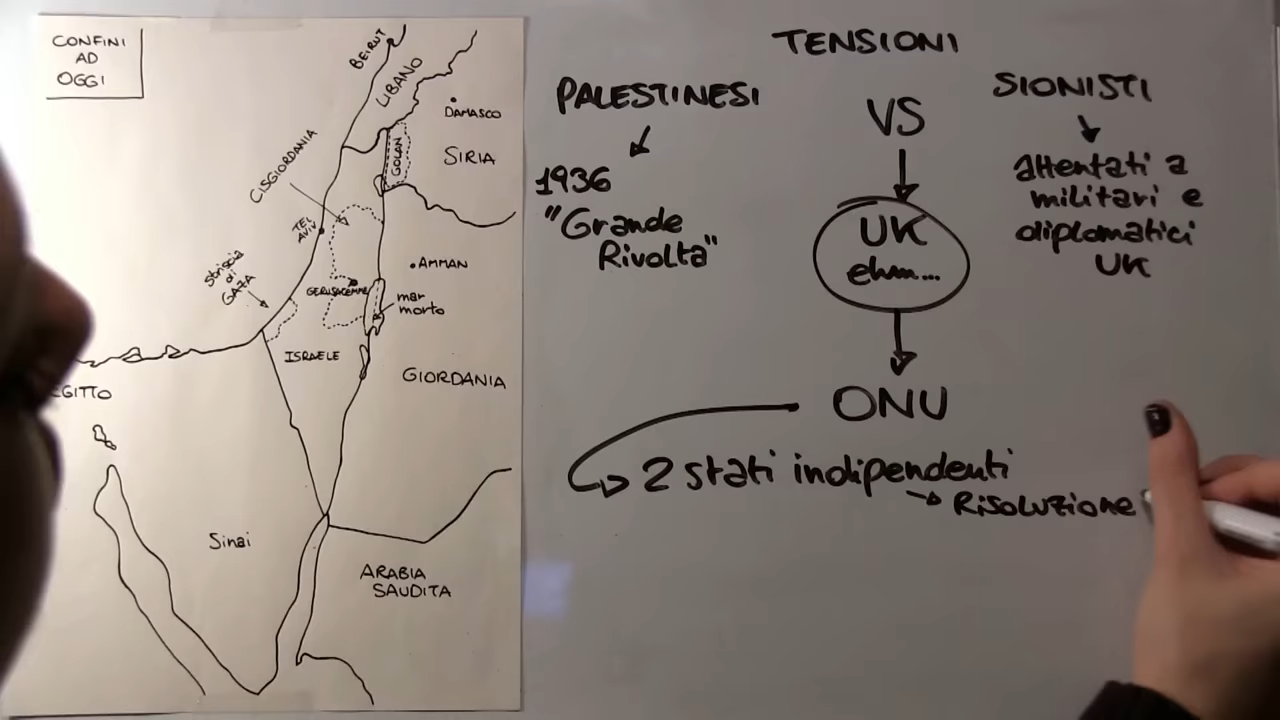 CONFINI
AD
OGGI
BEIRUT
LIBANO
DAMASCO
SIRIA
GOLAN
CISGIORDANIA
TEL
AVIV
AMMAN
striscia
di
GAZA
GERUSALEMME
mar
morto
ISRAELE
GIORDANIA
EGITTO
Sinai
ARABIA
SAUDITA
TENSIONI
PALESTINESI
VS
SIONISTI
1936
"Grande
Rivolta"
UK
ehm...
attentati a
militari e
diplomatici
UK
ONU
2 stati indipendenti
Risoluzione